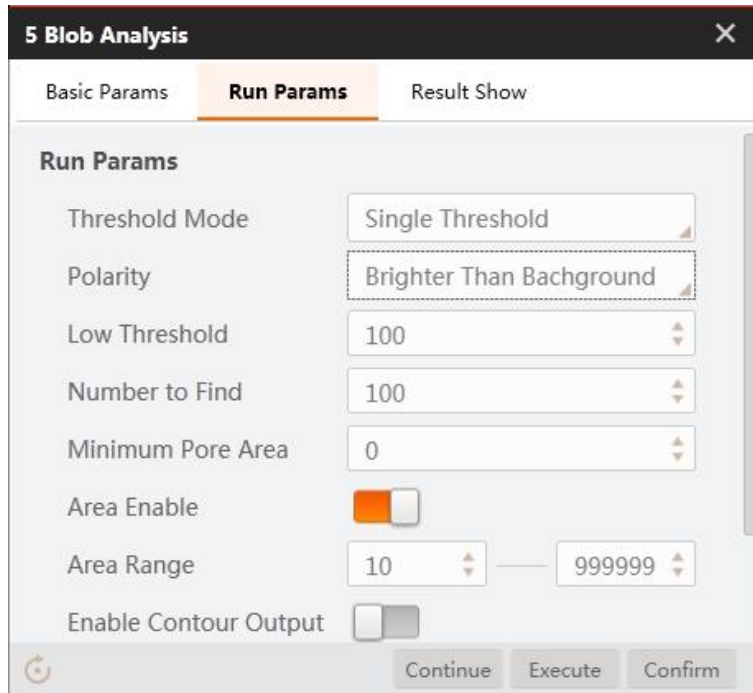 5 Blob Analysis
Basic Params Run Params Result Show
Run Params
Threshold Mode Single Threshold
Polarity Brighter Than Bachground
Low Threshold 100
Number to Find 100
Minimum Pore Area 0
Area Enable
Area Range 10 — 999999
Enable Contour Output
Continue Execute Confirm